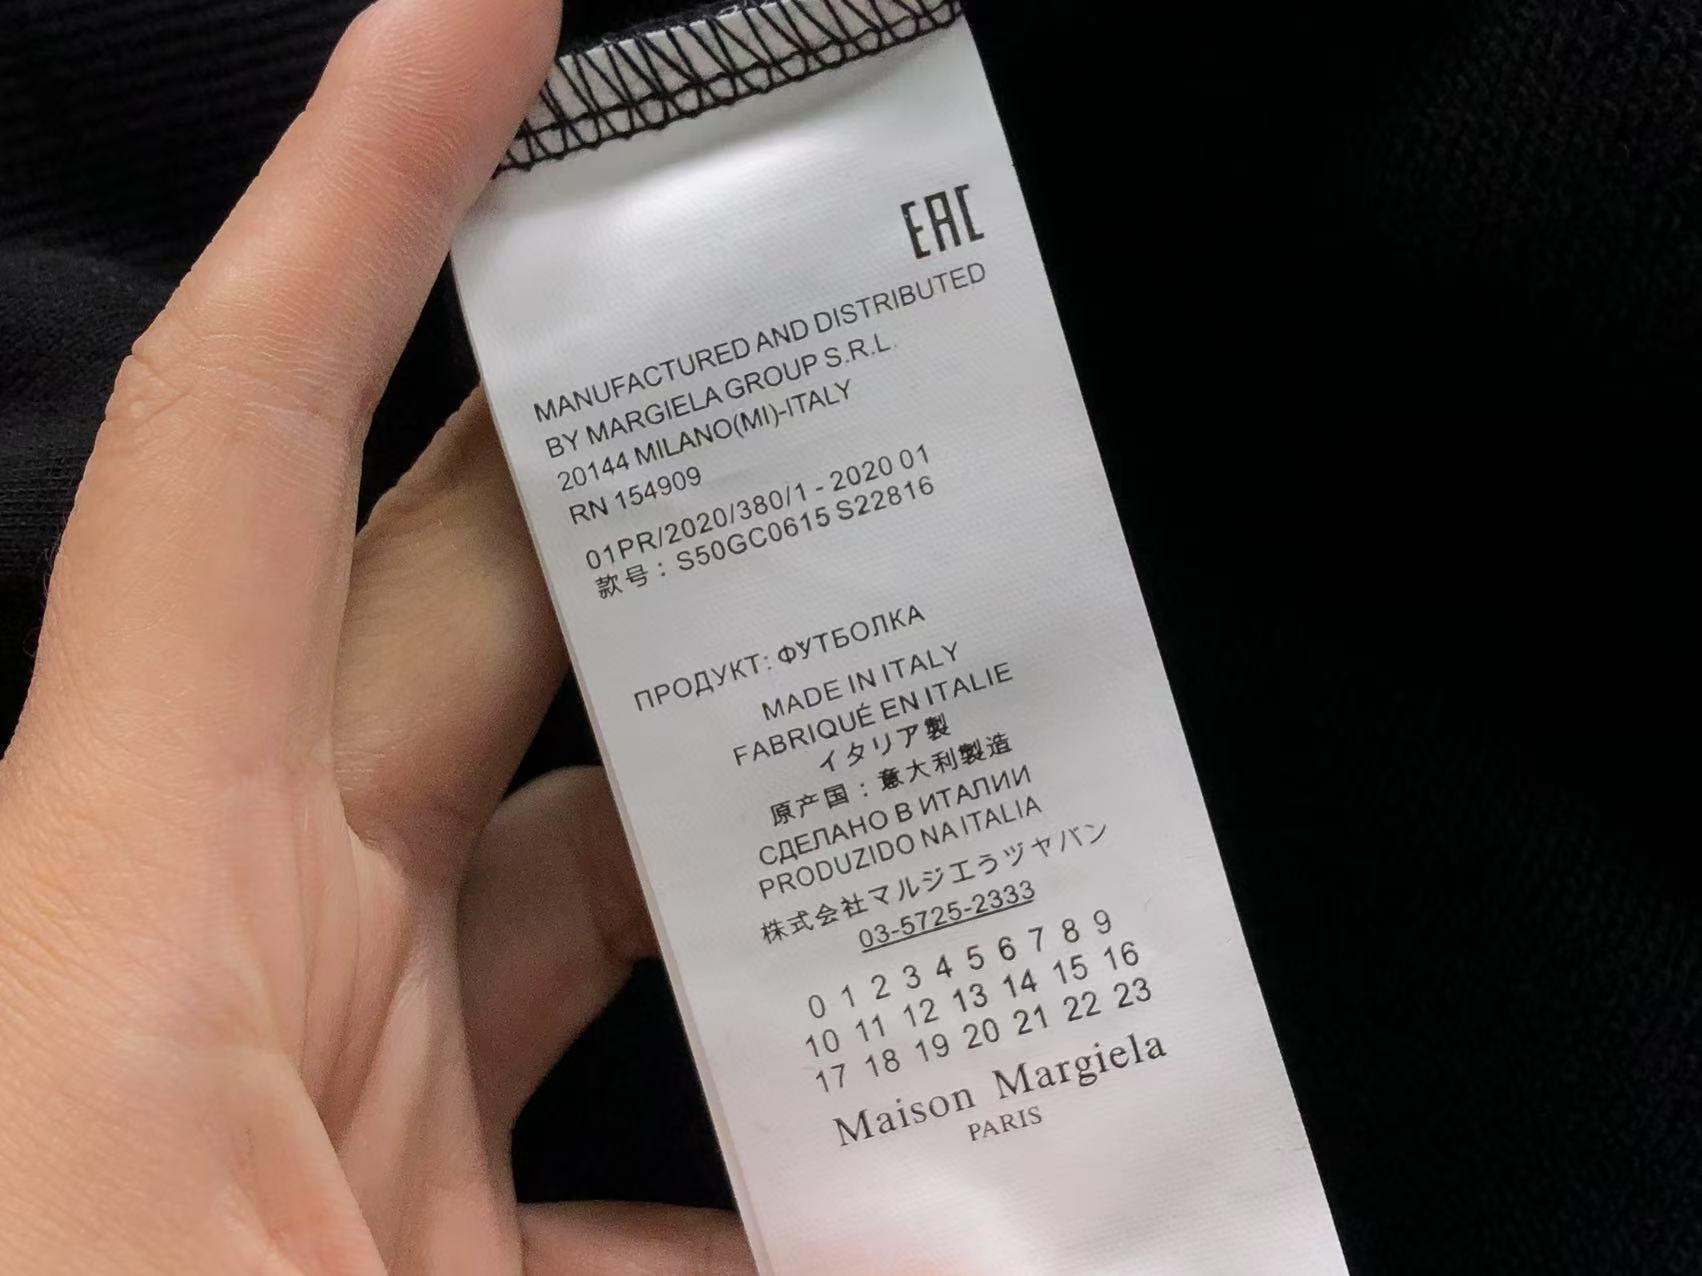 EAC
MANUFACTURED AND DISTRIBUTED
BY MARGIELA GROUP S.R.L.
20144 MILANO(MI)-ITALY
RN 154909
01PR/2020/380/1 - 2020 01
款号：S50GC0615 S22816
ПРОДУКТ: ФУТБОЛКА
MADE IN ITALY
FABRIQUÉ EN ITALIE
イタリア製
原产国：意大利製造
СДЕЛАНО В ИТАЛИИ
PRODUZIDO NA ITALIA
株式会社マルジエうヅヤバン
03-5725-2333
0 1 2 3 4 5 6 7 8 9
10 11 12 13 14 15 16
17 18 19 20 21 22 23
Maison Margiela
PARIS